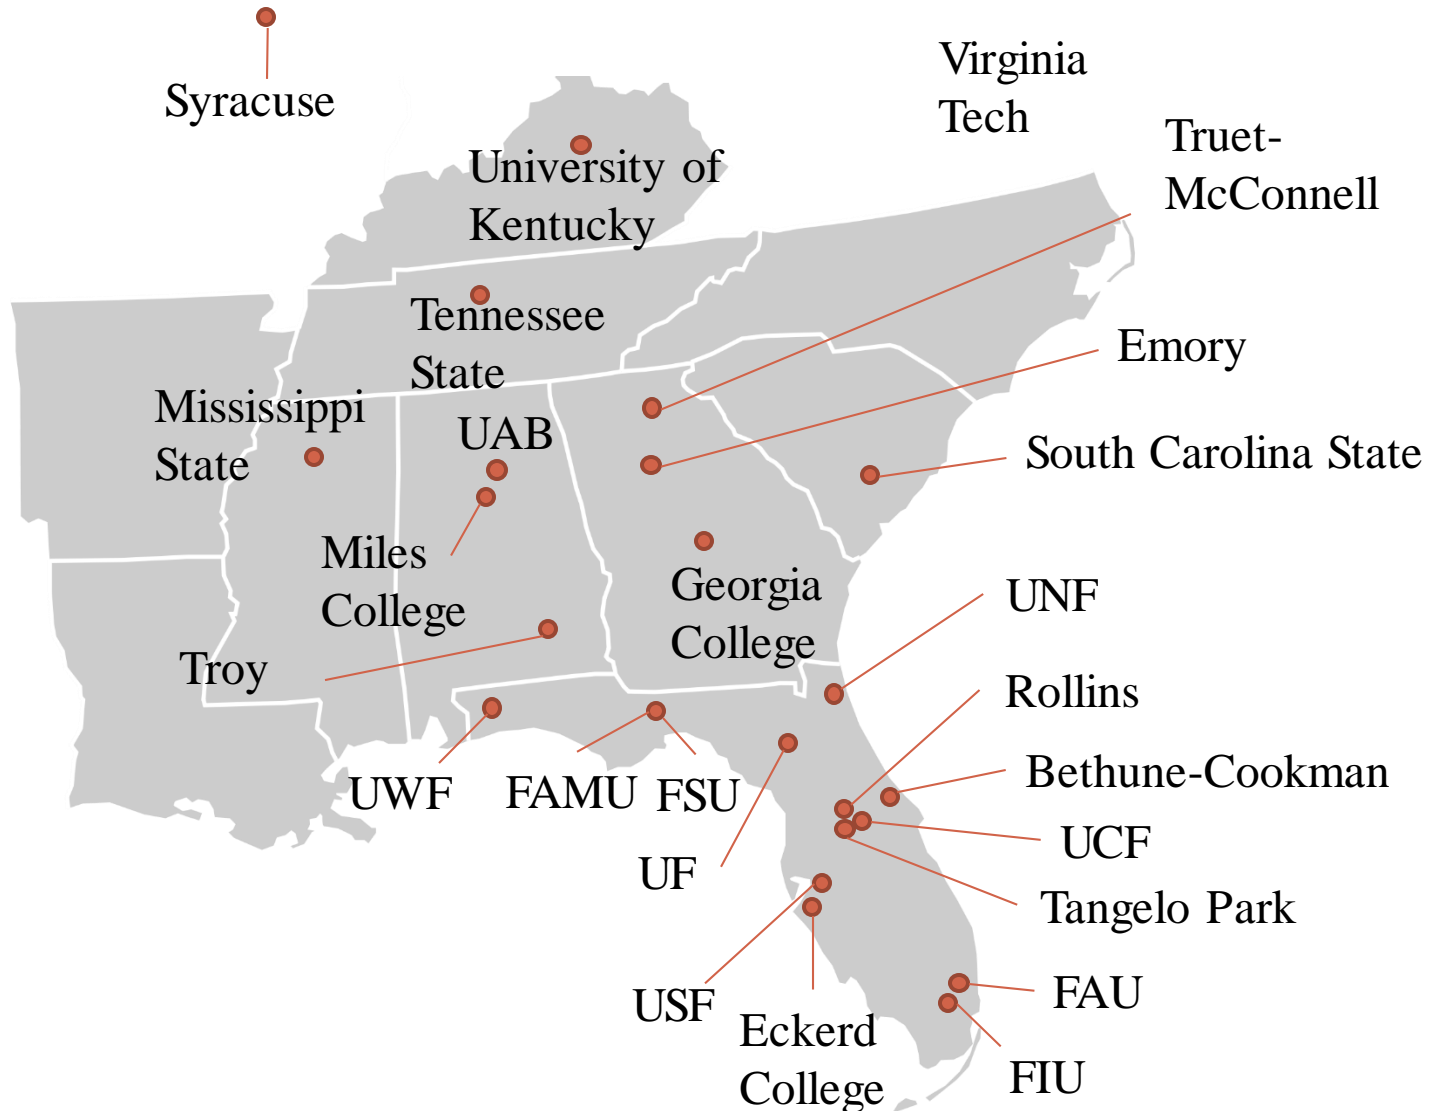 Syracuse
Virginia
Tech
Truet-
McConnell
University of
Kentucky
Tennessee
State
Emory
Mississippi
State
UAB
South Carolina State
Miles
College
Georgia
College
UNF
Troy
Rollins
UWF
FAMU
FSU
Bethune-Cookman
UCF
UF
Tangelo Park
USF
Eckerd
College
FAU
FIU